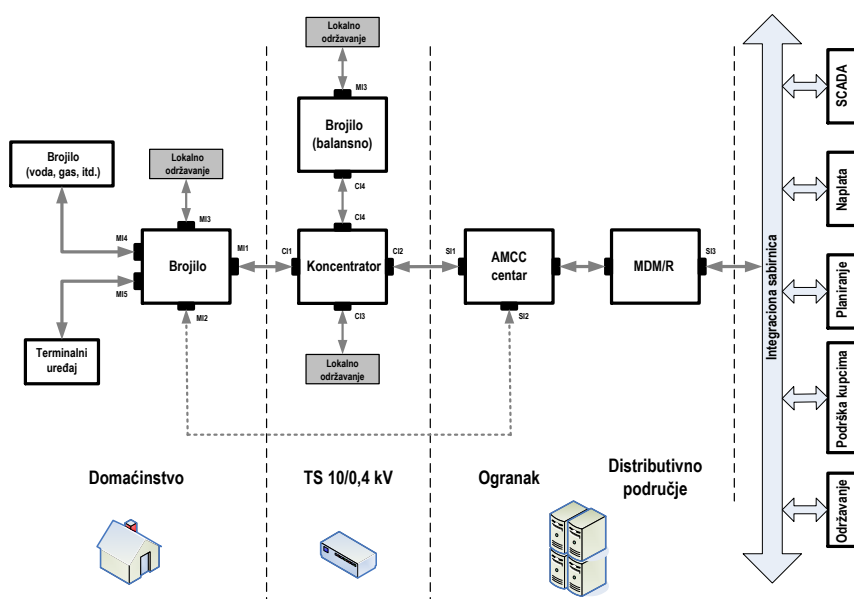 Lokalno
održavanje
MI3
Brojilo
(balansno)
CI4
CI4
Brojilo
(voda, gas, itd.)
Lokalno
održavanje
MI3
MI4
MI1
Brojilo
MI5
MI2
CI1
Koncentrator
CI2
CI3
Lokalno
održavanje
Terminalni
uređaj
SI1
AMCC
centar
SI2
MDM/R
SI3
Integraciona sabirnica
SCADA
Naplata
Planiranje
Podrška kupcima
Održavanje
Domaćinstvo
TS 10/0,4 kV
Ogranak
Distributivno
područje